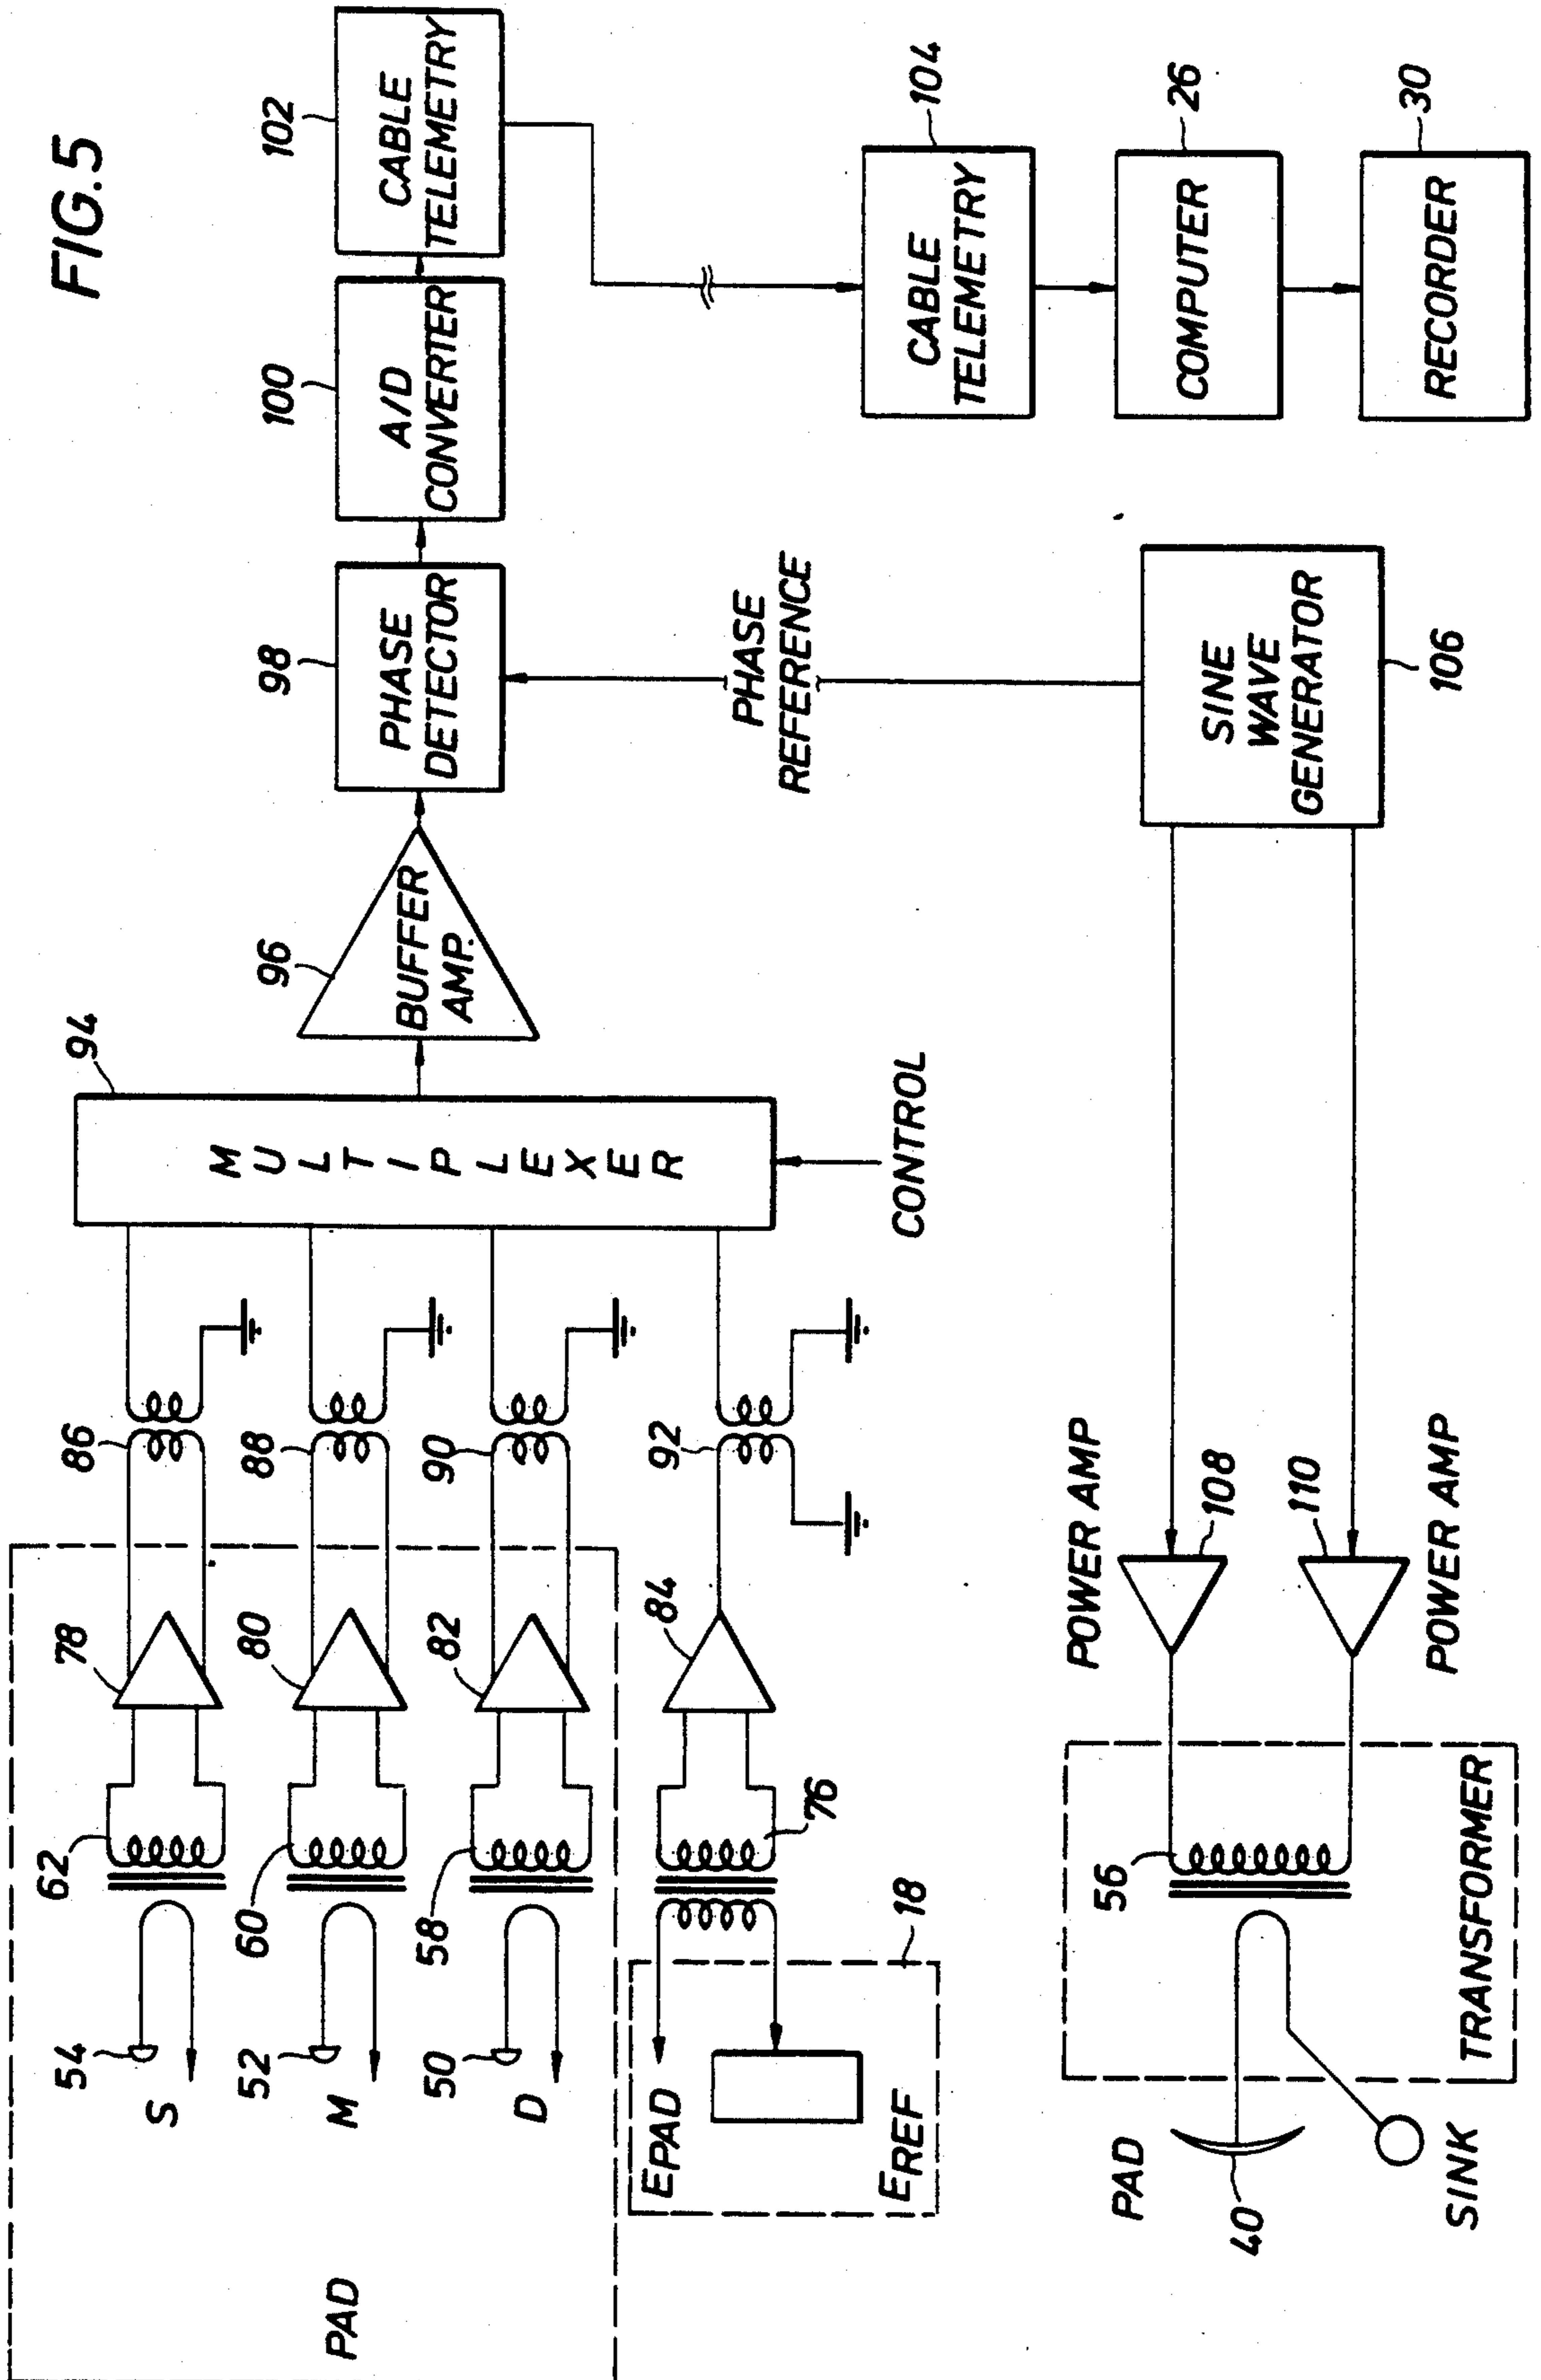 FIG.5
PAD
54
S
62
78
86
52
M
60
80
88
50
D
58
82
90
EPAD
EREF
18
76
84
92
94
MULTIPLEXER
CONTROL
96
BUFFER
AMP.
98
PHASE
DETECTOR
100
A/D
CONVERTER
102
CABLE
TELEMETRY
PHASE
REFERENCE
104
CABLE
TELEMETRY
26
COMPUTER
30
RECORDER
SINE
WAVE
GENERATOR
106
POWER AMP
108
110
POWER AMP
56
TRANSFORMER
PAD
40
SINK